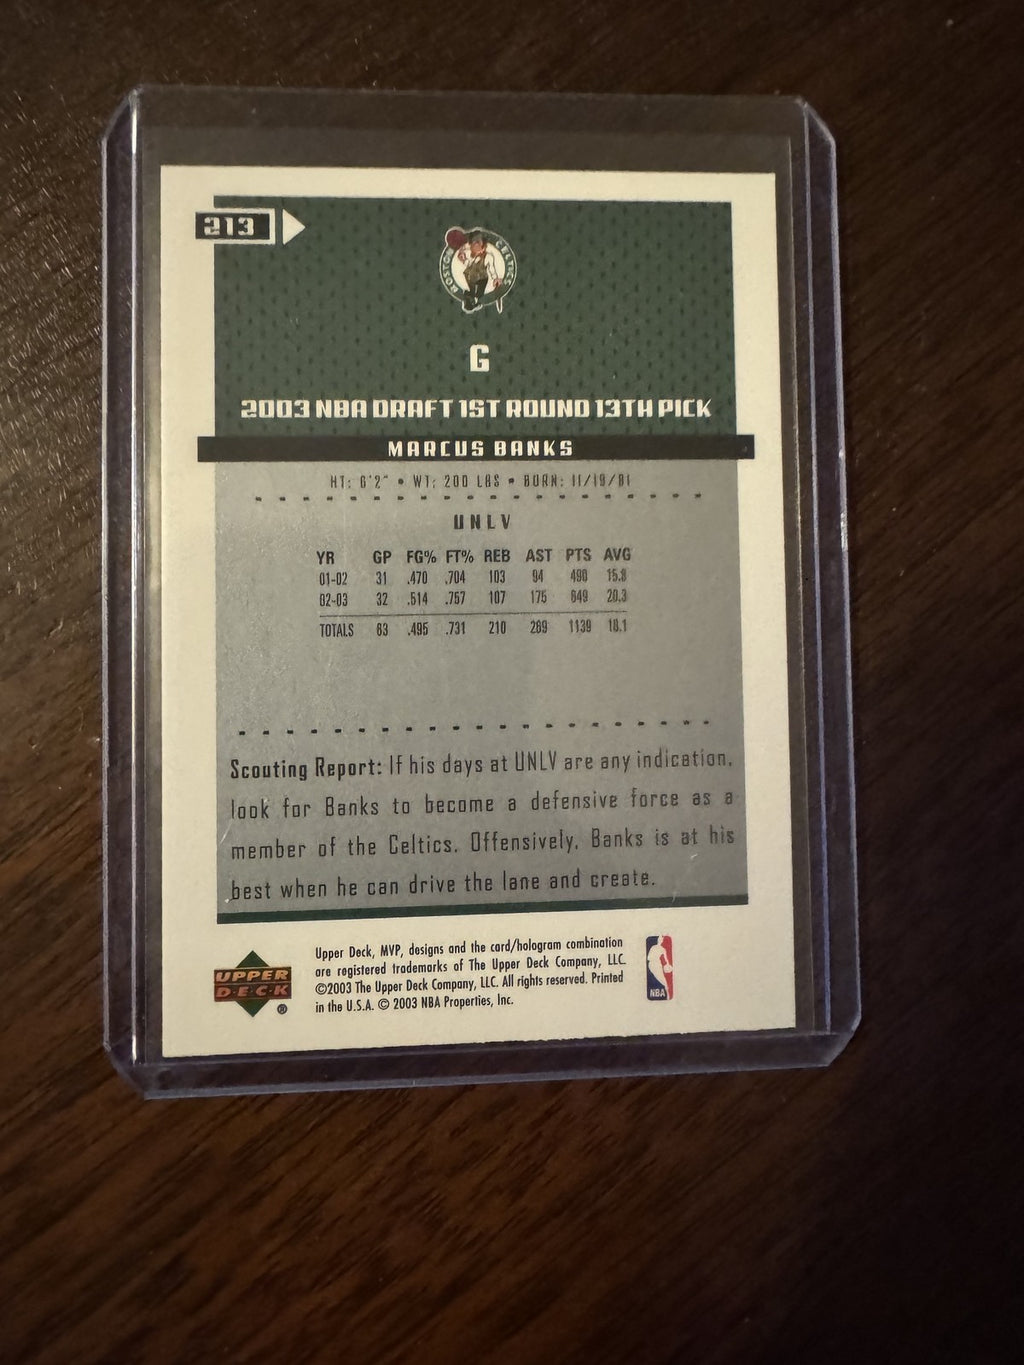 213
BOSTON CELTICS
G
2003 NBA DRAFT 1ST ROUND 13TH PICK
MARCUS BANKS
HT: 6'2" • WT: 200 LBS • BORN: 11/19/81
UNLV
YR GP FG% FT% REB AST PTS AVG
01-02 31 .470 .704 103 94 490 15.8
02-03 32 .514 .757 107 175 649 20.3
TOTALS 63 .495 .731 210 269 1139 18.1
Scouting Report: If his days at UNLV are any indication,
look for Banks to become a defensive force as a
member of the Celtics. Offensively, Banks is at his
best when he can drive the lane and create.
UPPER
D·E·C·K
®
Upper Deck, MVP, designs and the card/hologram combination
are registered trademarks of The Upper Deck Company, LLC.
©2003 The Upper Deck Company, LLC. All rights reserved. Printed
in the U.S.A. © 2003 NBA Properties, Inc.
NBA